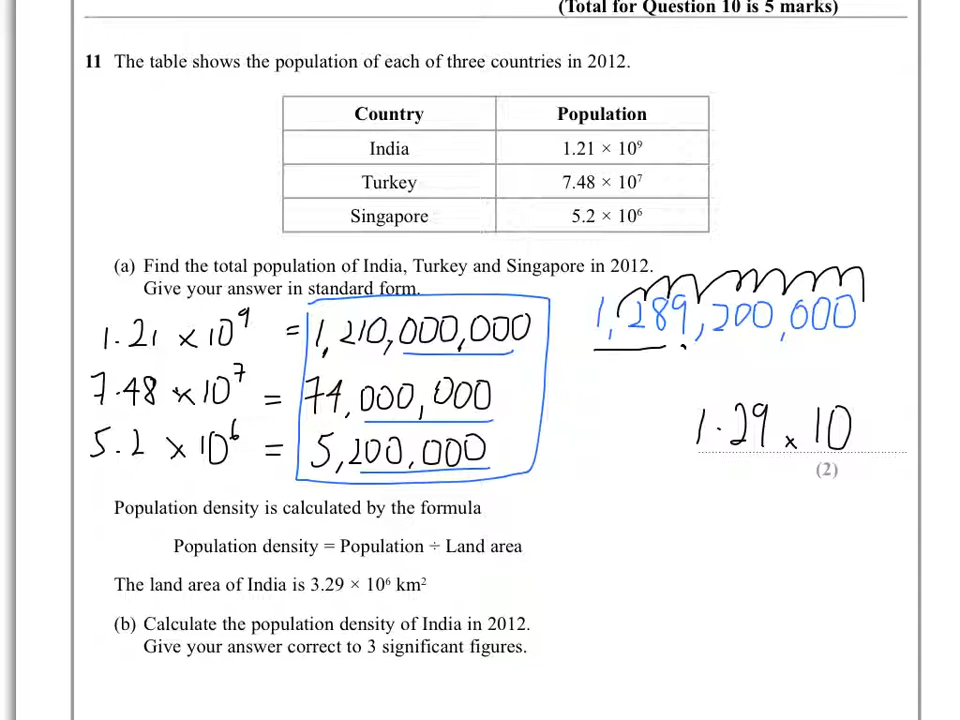 (Total for Question 10 is 5 marks)
11 The table shows the population of each of three countries in 2012.
Country Population
India 1.21 × 10⁹
Turkey 7.48 × 10⁷
Singapore 5.2 × 10⁶
(a) Find the total population of India, Turkey and Singapore in 2012.
Give your answer in standard form.
1.21 × 10⁹ = 1,210,000,000
1,289,200,000
7.48 × 10⁷ = 74,000,000
5.2 × 10⁶ = 5,200,000
1.29 × 10
(2)
Population density is calculated by the formula
Population density = Population ÷ Land area
The land area of India is 3.29 × 10⁶ km²
(b) Calculate the population density of India in 2012.
Give your answer correct to 3 significant figures.